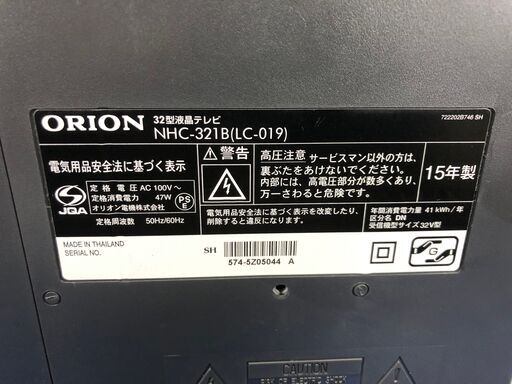 722202B746 SH
ORION
32型液晶テレビ
NHC-321B(LC-019)
電気用品安全法に基づく表示
JQA
定格電圧 AC 100V～
定格消費電力 47W
オリオン電機株式会社
定格周波数 50Hz/60Hz
PS
E
警告
高圧注意 サービスマン以外の方は、
裏ぶたをあけないでください。
内部には、高電圧部分が数多くあり、
万一さわると危険です。
15年製
電気用品安全法に基づく表示を改変したり、
削除すると違反になります。
年間消費電力量 41 kWh/年
区分名 DN
受信機型サイズ 32V型
MADE IN THAILAND
SERIAL NO.
SH
574-5Z05044 A
G
CAUTION
RISK OF ELECTRIC SHOCK